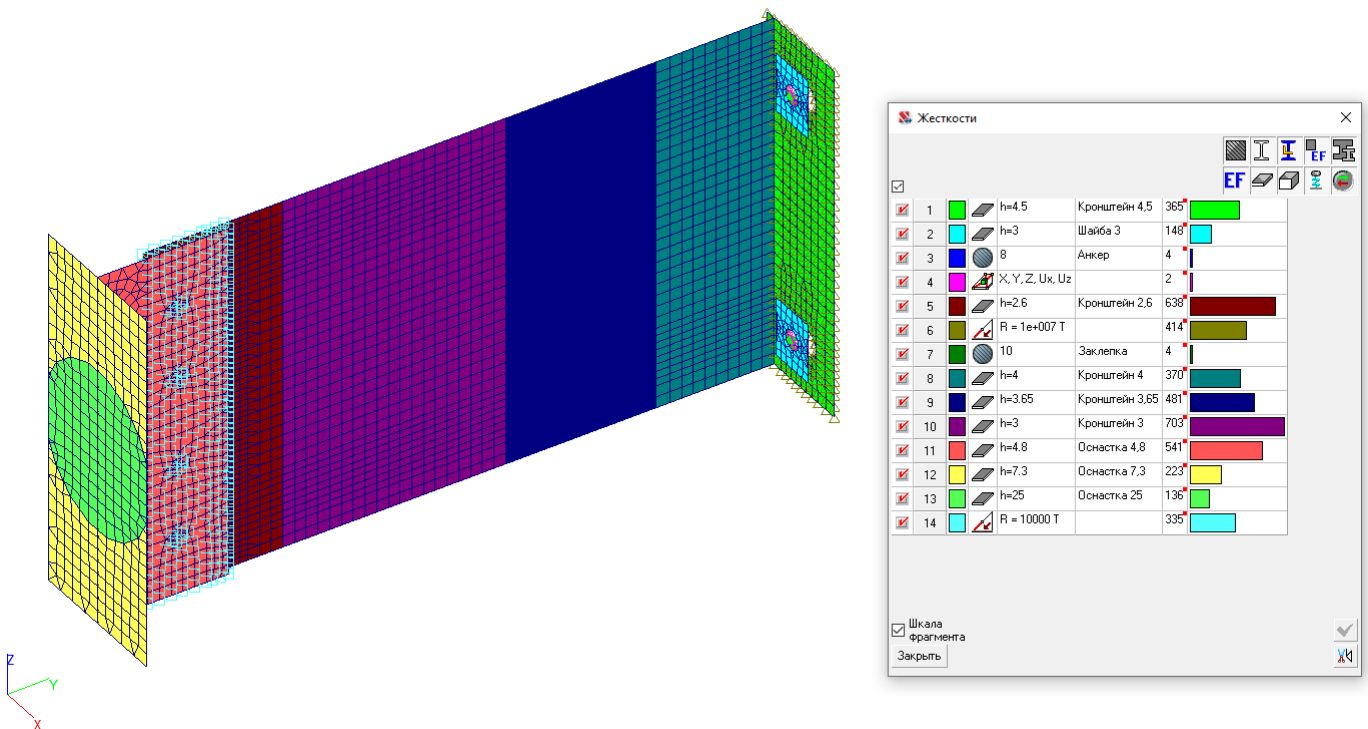 Жесткости
EF
EF
1 h=4.5 Кронштейн 4,5 365
2 h=3 Шайба 3 148
3 8 Анкер 4
4 X, Y, Z, Ux, Uz 2
5 h=2.6 Кронштейн 2,6 638
6 R = 1e+007 T 414
7 10 Заклепка 4
8 h=4 Кронштейн 4 370
9 h=3.65 Кронштейн 3,65 481
10 h=3 Кронштейн 3 703
11 h=4.8 Оснастка 4,8 541
12 h=7.3 Оснастка 7,3 223
13 h=25 Оснастка 25 136
14 R = 10000 T 335
Шкала
фрагмента
Закрыть
Z
Y
X